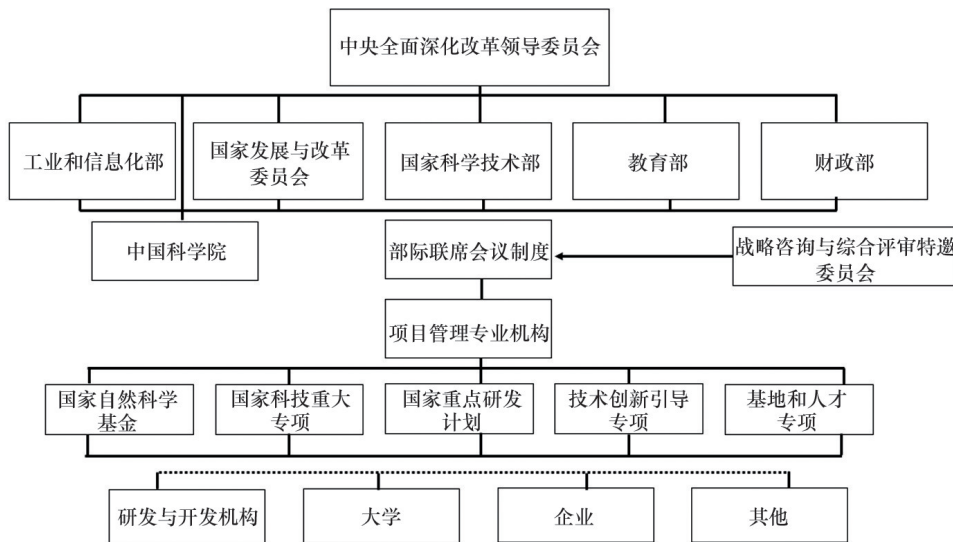 中央全面深化改革领导委员会
工业和信息化部
国家发展与改革
委员会
国家科学技术部
教育部
财政部
中国科学院
部际联席会议制度
战略咨询与综合评审特邀
委员会
项目管理专业机构
国家自然科学
基金
国家科技重大
专项
国家重点研发
计划
技术创新引导
专项
基地和人才
专项
研发与开发机构
大学
企业
其他